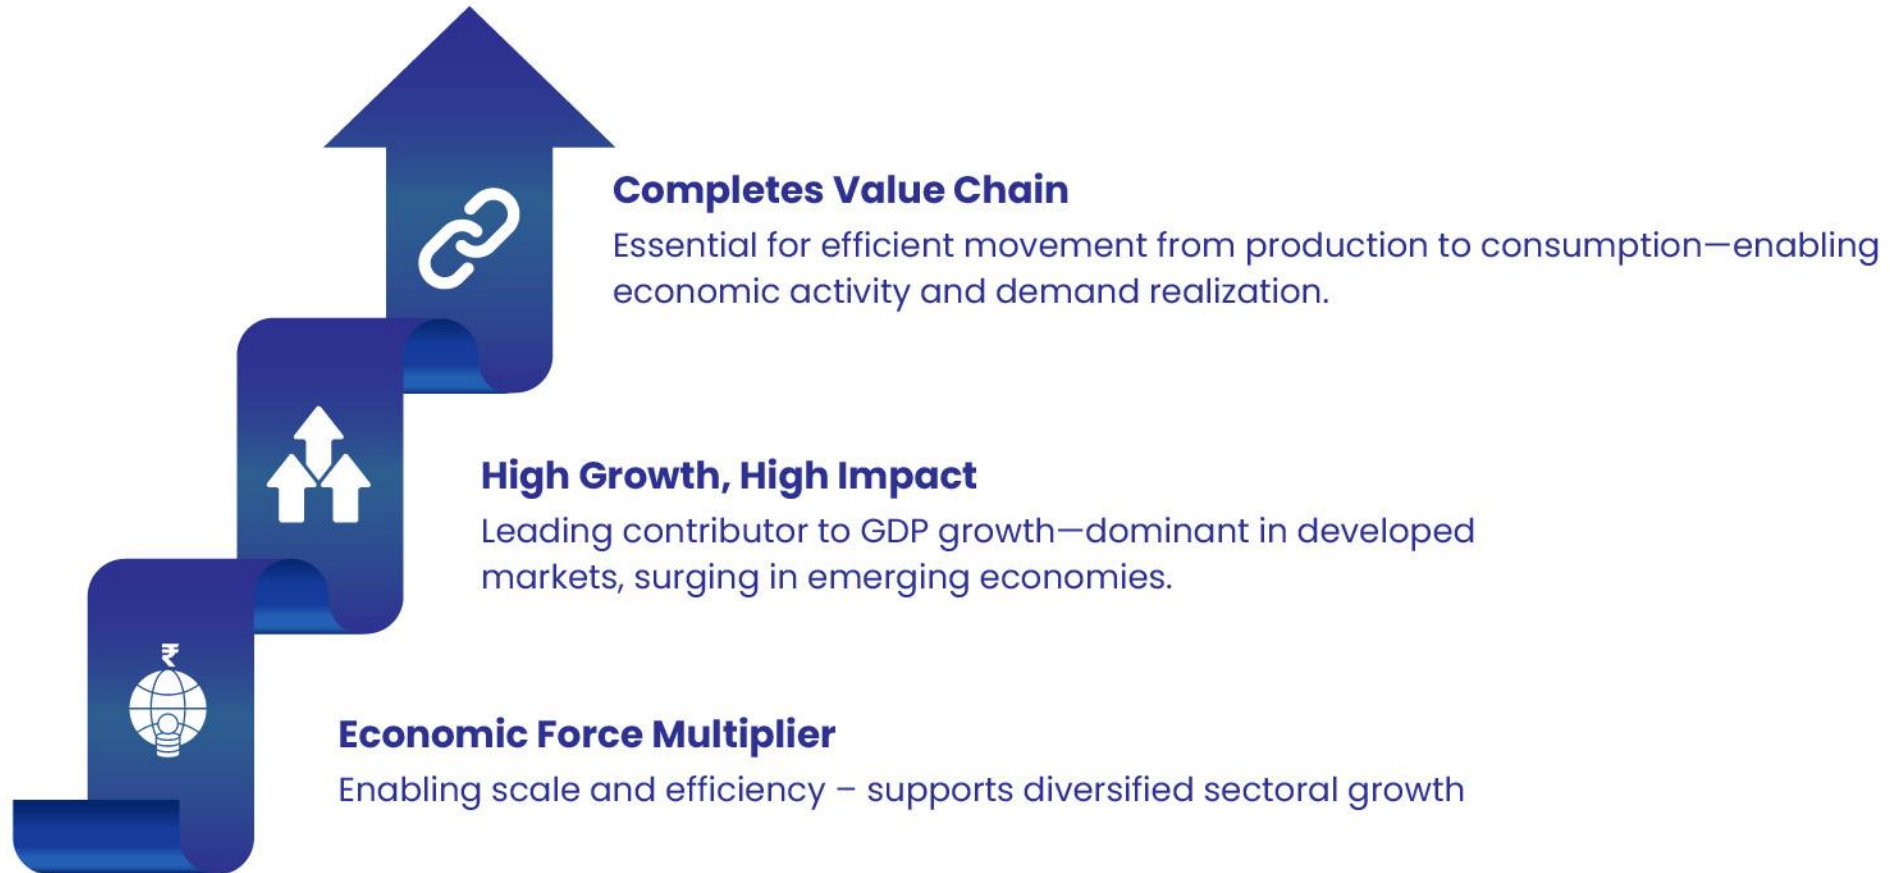 Completes Value Chain
Essential for efficient movement from production to consumption—enabling
economic activity and demand realization.
High Growth, High Impact
Leading contributor to GDP growth—dominant in developed
markets, surging in emerging economies.
₹
Economic Force Multiplier
Enabling scale and efficiency – supports diversified sectoral growth